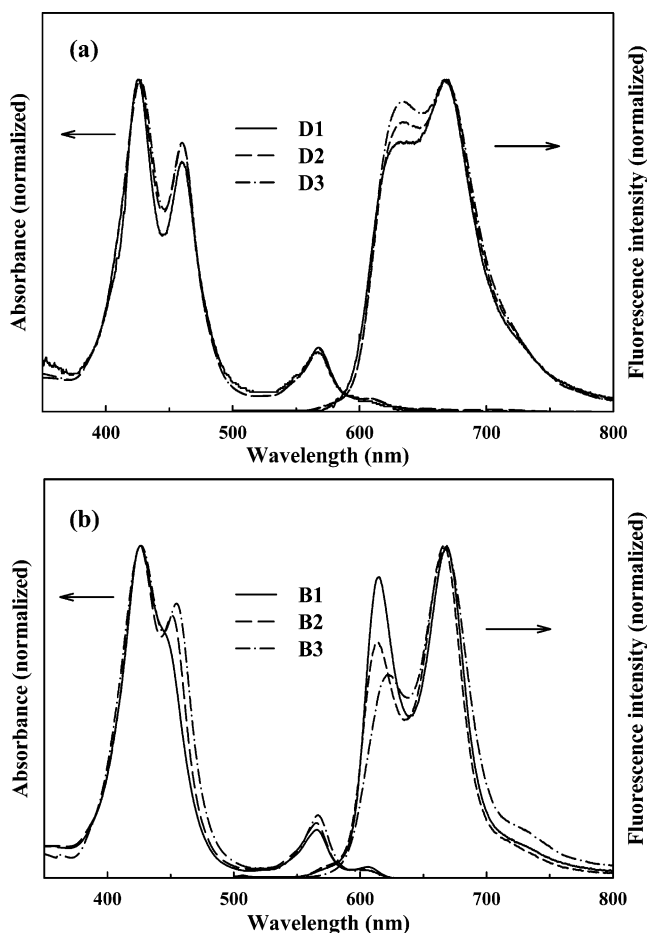 (a)
Absorbance (normalized)
Fluorescence intensity (normalized)
D1
D2
D3
400 500 600 700 800
Wavelength (nm)
(b)
Absorbance (normalized)
Fluorescence intensity (normalized)
B1
B2
B3
400 500 600 700 800
Wavelength (nm)